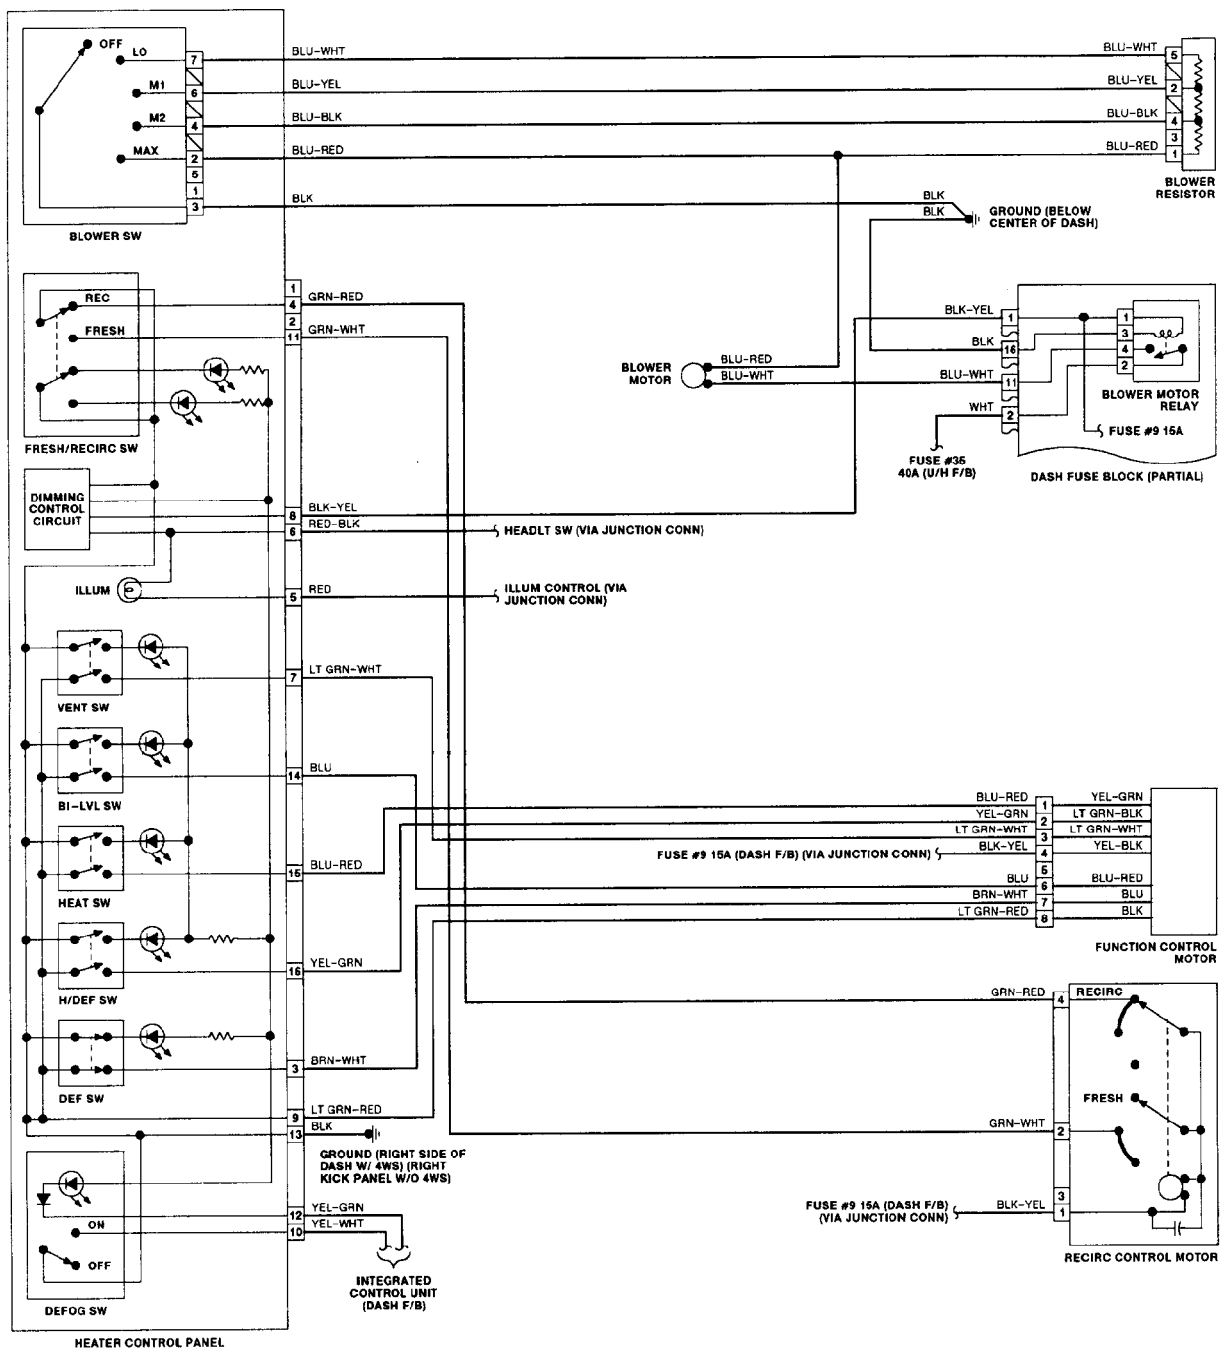 OFF
LO
M1
M2
MAX
7
6
4
2
5
1
3
BLU-WHT
BLU-YEL
BLU-BLK
BLU-RED
BLK
BLOWER SW
BLU-WHT
BLU-YEL
BLU-BLK
BLU-RED
5
2
4
3
1
BLOWER
RESISTOR
BLK
BLK
GROUND (BELOW
CENTER OF DASH)
REC
FRESH
FRESH/RECIRC SW
1
4
2
11
GRN-RED
GRN-WHT
BLOWER
MOTOR
BLU-RED
BLU-WHT
BLK-YEL
BLK
BLU-WHT
WHT
1
16
11
2
1
3
4
2
BLOWER MOTOR
RELAY
FUSE #9 15A
FUSE #35
40A (U/H F/B)
DASH FUSE BLOCK (PARTIAL)
DIMMING
CONTROL
CIRCUIT
8
6
BLK-YEL
RED-BLK
HEADLT SW (VIA JUNCTION CONN)
ILLUM
5
RED
ILLUM CONTROL (VIA
JUNCTION CONN)
VENT SW
7
LT GRN-WHT
BI-LVL SW
14
BLU
HEAT SW
15
BLU-RED
H/DEF SW
16
YEL-GRN
DEF SW
3
BRN-WHT
9
LT GRN-RED
13
BLK
GROUND (RIGHT SIDE OF
DASH W/ 4WS) (RIGHT
KICK PANEL W/O 4WS)
BLU-RED 1 YEL-GRN
YEL-GRN 2 LT GRN-BLK
LT GRN-WHT 3 LT GRN-WHT
FUSE #9 15A (DASH F/B) (VIA JUNCTION CONN) BLK-YEL 4 YEL-BLK
5
BLU 6 BLU-RED
BRN-WHT 7 BLU
LT GRN-RED 8 BLK
FUNCTION CONTROL
MOTOR
GRN-RED 4 RECIRC
FRESH
GRN-WHT 2
3
FUSE #9 15A (DASH F/B)
(VIA JUNCTION CONN)
BLK-YEL 1
RECIRC CONTROL MOTOR
ON
OFF
DEFOG SW
12 YEL-GRN
10 YEL-WHT
INTEGRATED
CONTROL UNIT
(DASH F/B)
HEATER CONTROL PANEL